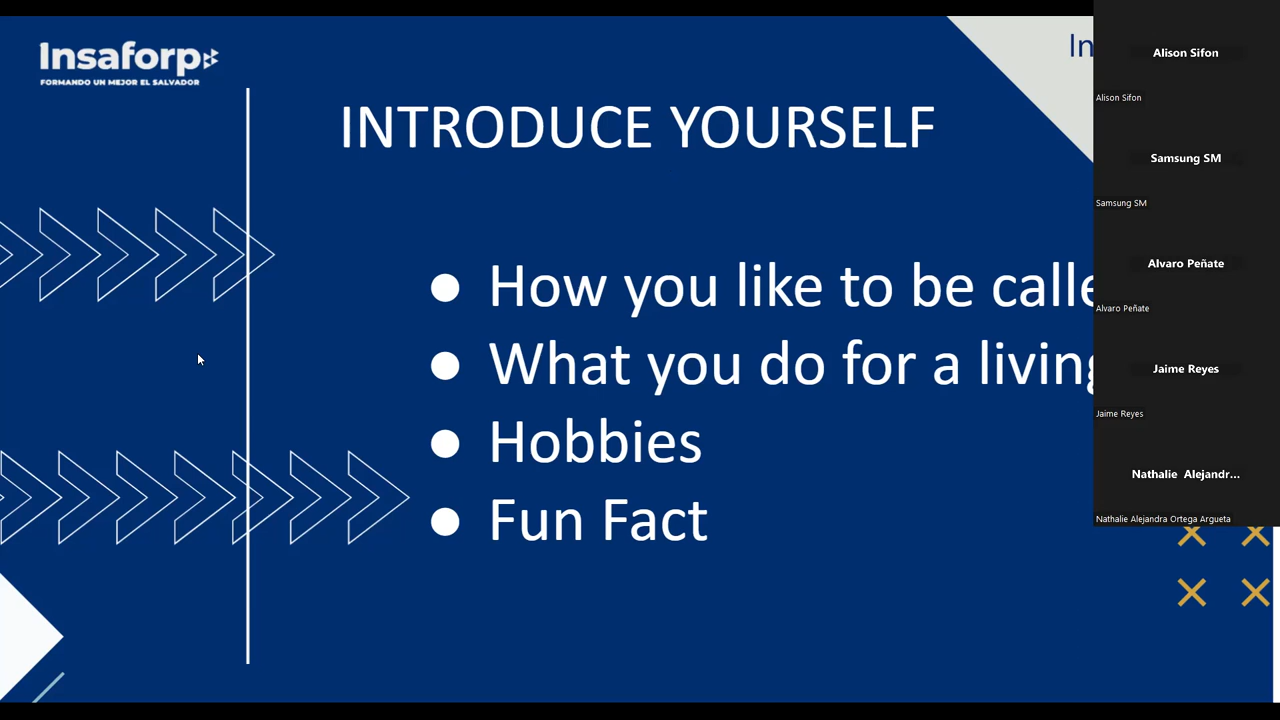 Insaforp
FORMANDO UN MEJOR EL SALVADOR
In
INTRODUCE YOURSELF
● How you like to be calle
● What you do for a living
● Hobbies
● Fun Fact
Alison Sifon
Alison Sifon
Samsung SM
Samsung SM
Alvaro Peñate
Alvaro Peñate
Jaime Reyes
Jaime Reyes
Nathalie Alejandr...
Nathalie Alejandra Ortega Argueta